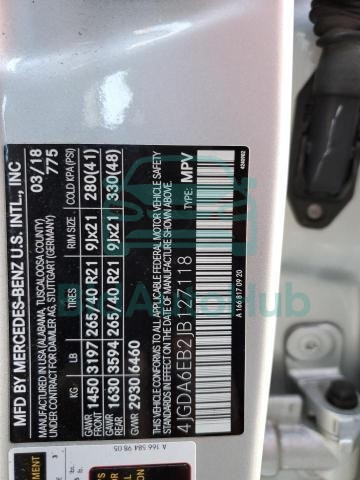 MFD BY MERCEDES-BENZ U.S. INTL., INC
MANUFACTURED IN USA (ALABAMA, TUSCALOOSA COUNTY)
UNDER CONTRACT FOR DAIMLER AG, STUTTGART (GERMANY)
03/18
775
KG LB TIRES RIM SIZE COLD KPA(PSI)
GAWR FRONT 1450 3197 265/40 R21 9Jx21 280(41)
GAWR REAR 1630 3594 265/40 R21 9Jx21 330(48)
GVWR 2930 6460
THIS VEHICLE CONFORMS TO ALL APPLICABLE FEDERAL MOTOR VEHICLE SAFETY
STANDARDS IN EFFECT ON THE DATE OF MANUFACTURE SHOWN ABOVE.
TYPE: MPV
4JGDA6EB2JB127118
A 166 817 09 20
A 166 584 98 05
Hub